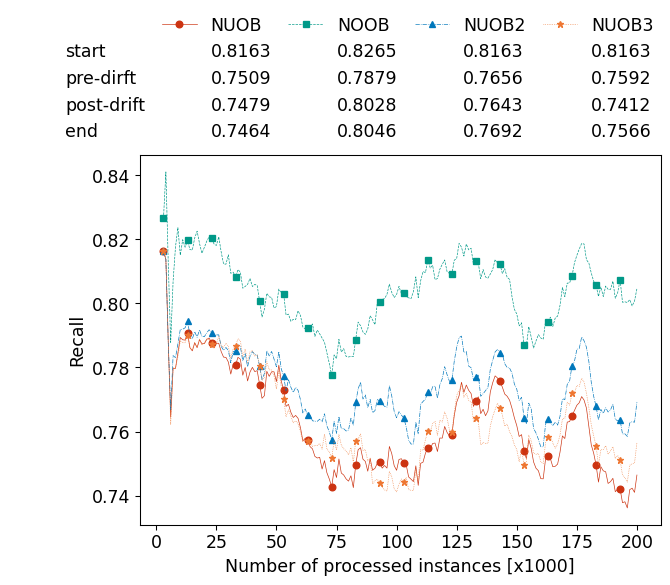 NUOB NOOB NUOB2 NUOB3
start 0.8163 0.8265 0.8163 0.8163
pre-dirft 0.7509 0.7879 0.7656 0.7592
post-drift 0.7479 0.8028 0.7643 0.7412
end 0.7464 0.8046 0.7692 0.7566
0.84
0.82
0.80
0.78
0.76
0.74
Recall
0 25 50 75 100 125 150 175 200
Number of processed instances [x1000]